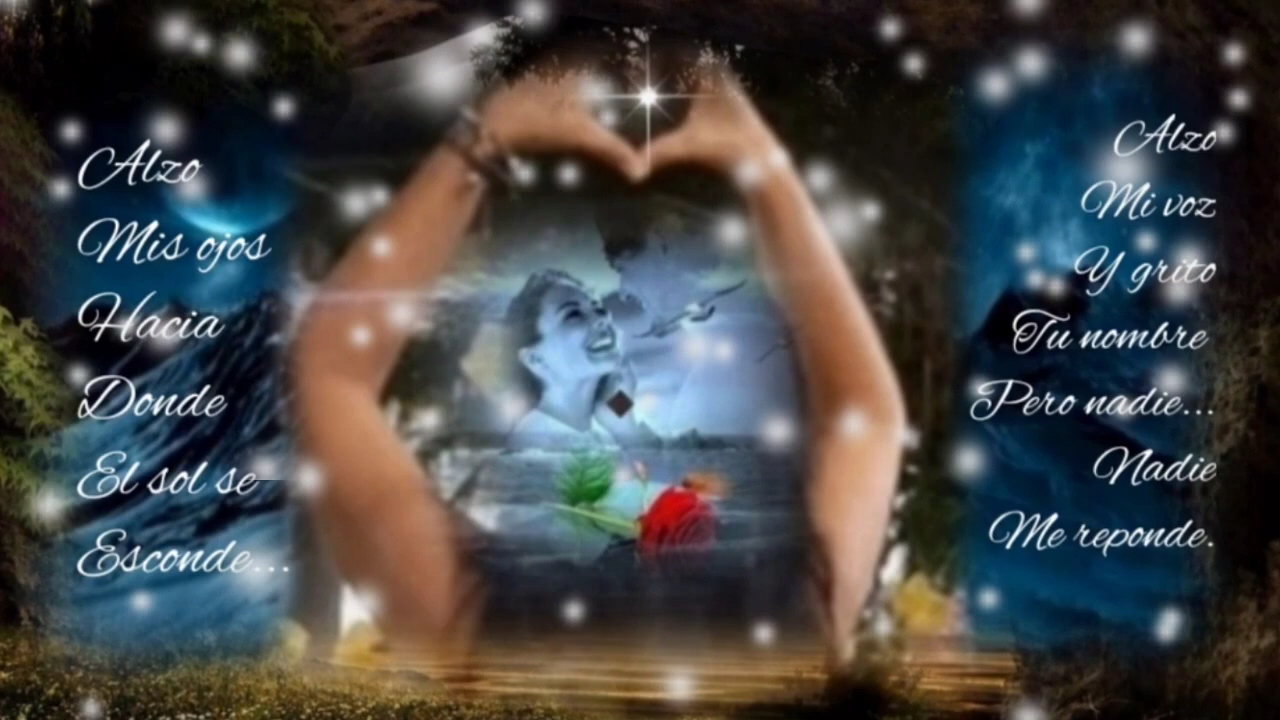 Alzo
Mis ojos
Hacia
Donde
El sol se
Esconde...
Alzo
Mi voz
Y grito
Tu nombre
Pero nadie...
Nadie
Me reponde.